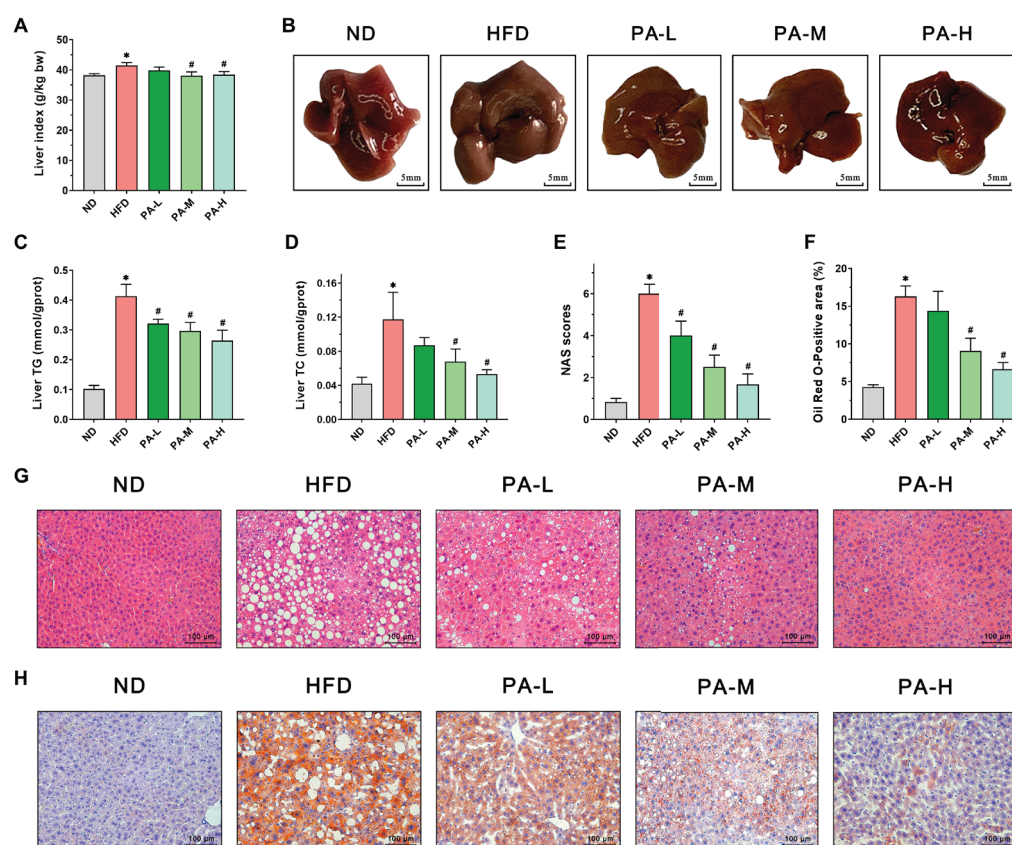 A
Liver index (g/kg bw)
50
40
30
20
10
0
*
#
#
ND
HFD
PA-L
PA-M
PA-H
B
ND
HFD
PA-L
PA-M
PA-H
5mm
5mm
5mm
5mm
5mm
C
Liver TG (mmol/gprot)
0.5
0.4
0.3
0.2
0.1
0.0
*
#
#
#
ND
HFD
PA-L
PA-M
PA-H
D
Liver TC (mmol/gprot)
0.16
0.12
0.08
0.04
0.00
*
#
#
ND
HFD
PA-L
PA-M
PA-H
E
NAS scores
6
4
2
0
*
#
#
#
ND
HFD
PA-L
PA-M
PA-H
F
Oil Red O-Positive area (%)
20
15
10
5
0
*
#
#
ND
HFD
PA-L
PA-M
PA-H
G
ND
HFD
PA-L
PA-M
PA-H
100 μm
100 μm
100 μm
100 μm
100 μm
H
ND
HFD
PA-L
PA-M
PA-H
100 μm
100 μm
100 μm
100 μm
100 μm